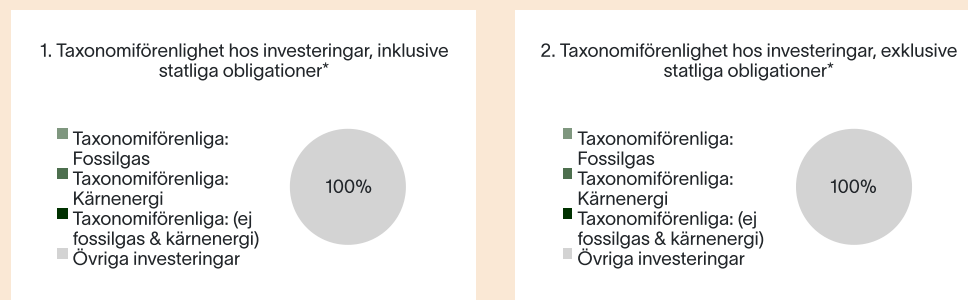 1. Taxonomiförenlighet hos investeringar, inklusive
statliga obligationer*
Taxonomiförenliga:
Fossilgas
Taxonomiförenliga:
Kärnenergi
Taxonomiförenliga: (ej
fossilgas & kärnenergi)
Övriga investeringar
100%
2. Taxonomiförenlighet hos investeringar, exklusive
statliga obligationer*
Taxonomiförenliga:
Fossilgas
Taxonomiförenliga:
Kärnenergi
Taxonomiförenliga: (ej
fossilgas & kärnenergi)
Övriga investeringar
100%